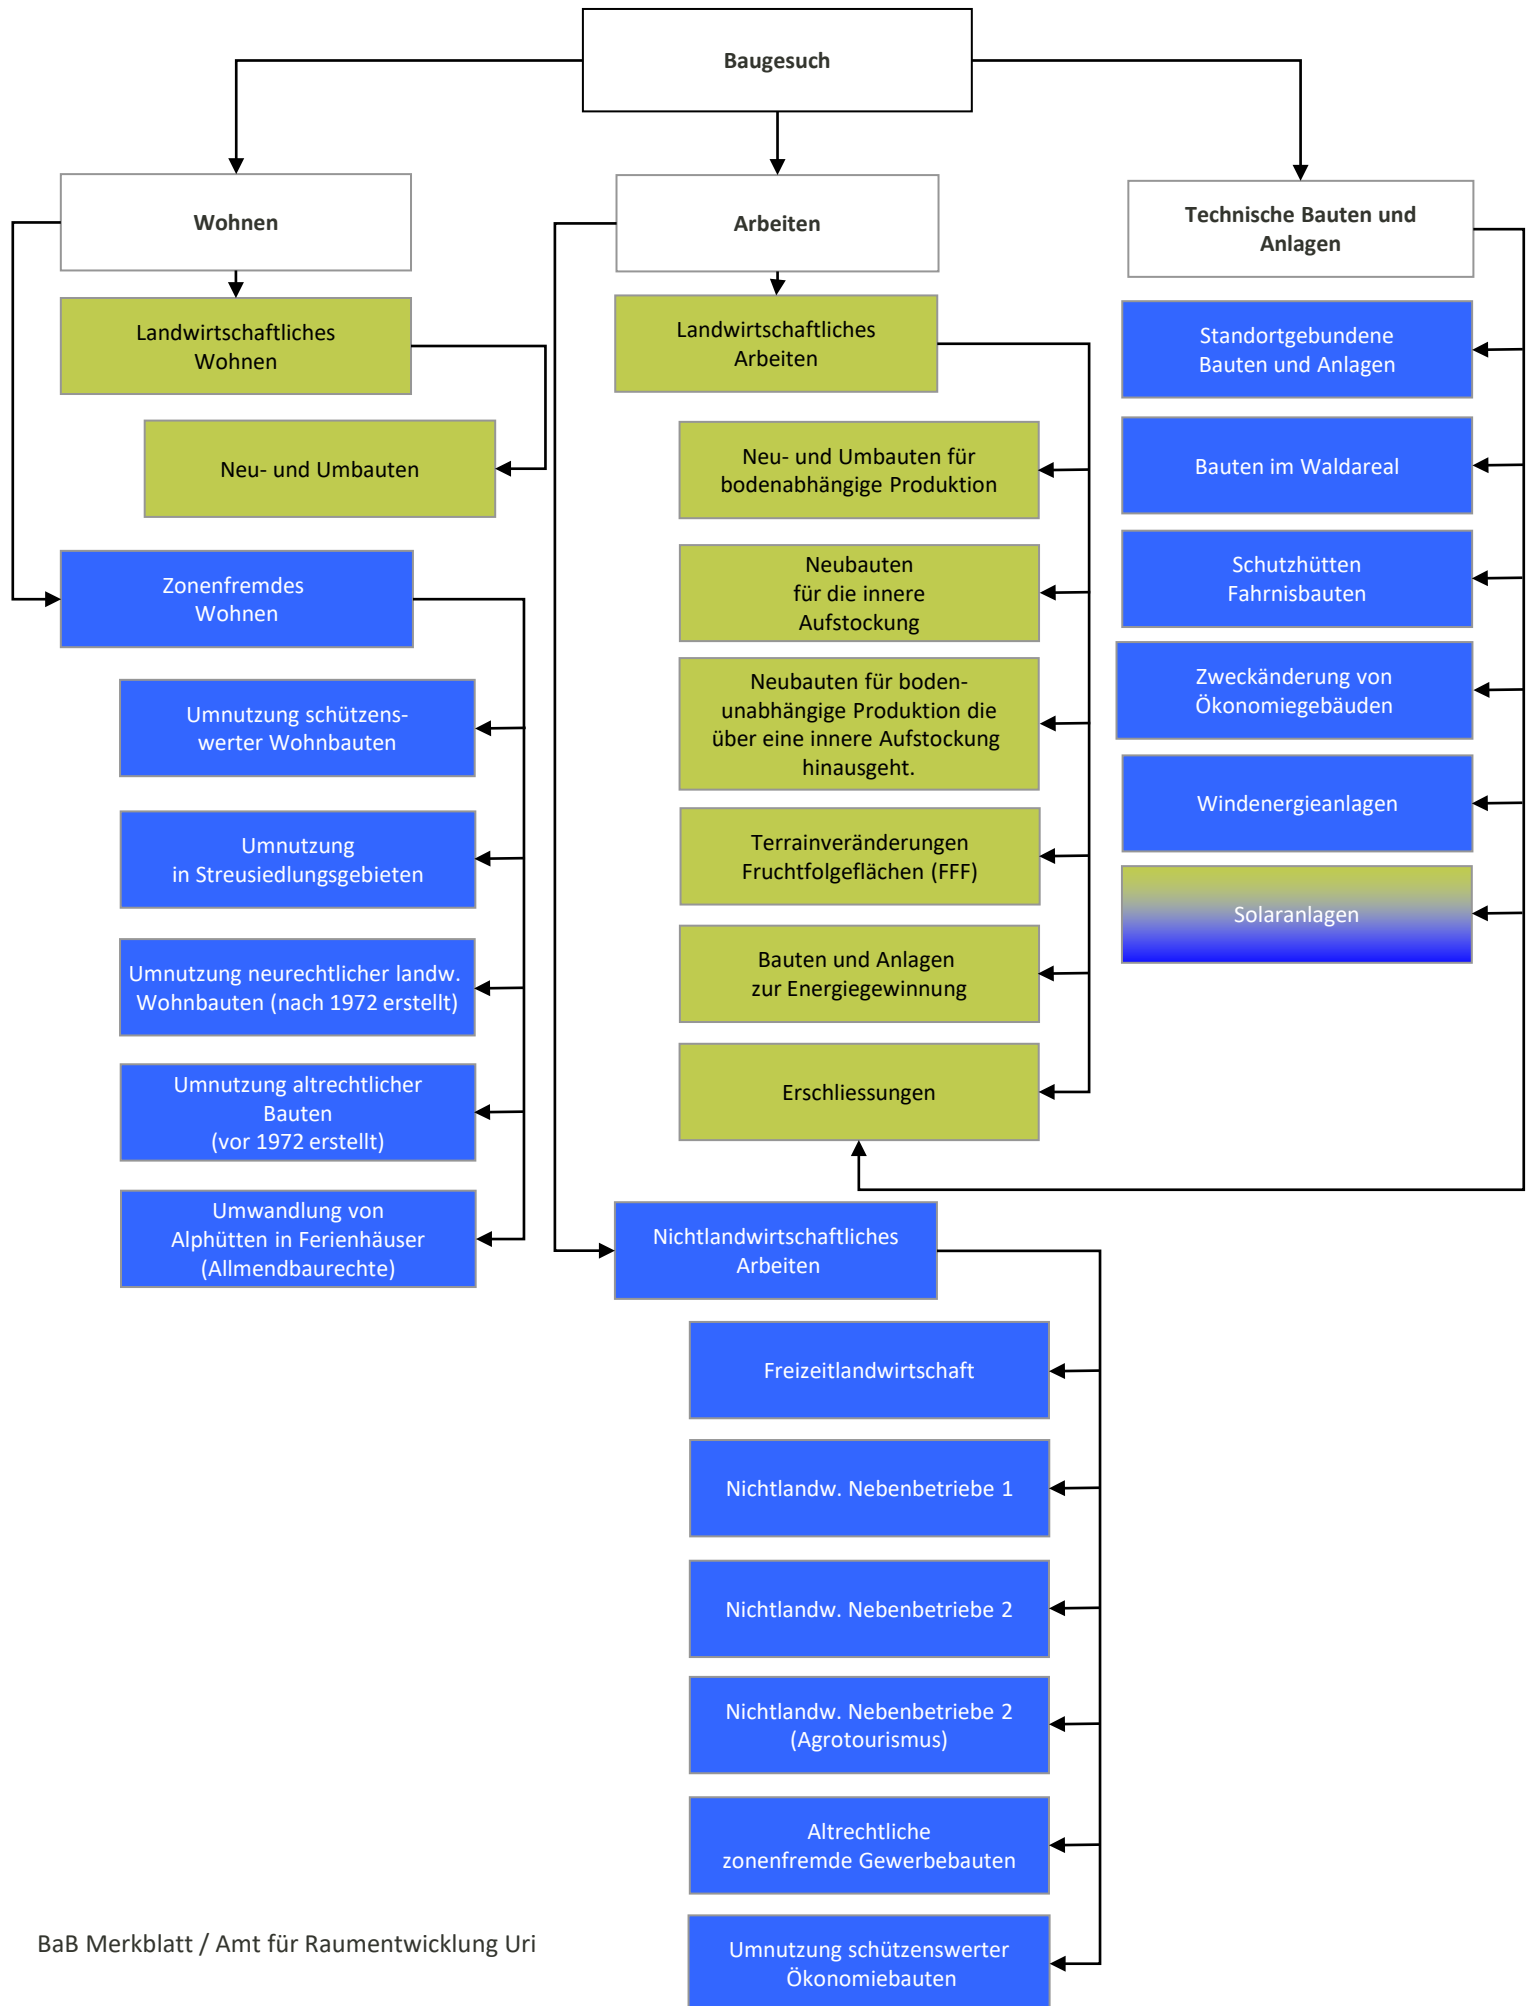 Baugesuch
Wohnen
Arbeiten
Technische Bauten und
Anlagen
Landwirtschaftliches
Wohnen
Neu- und Umbauten
Zonenfremdes
Wohnen
Umnutzung schützens-
werter Wohnbauten
Umnutzung
in Streusiedlungsgebieten
Umnutzung neurechtlicher landw.
Wohnbauten (nach 1972 erstellt)
Umnutzung altrechtlicher
Bauten
(vor 1972 erstellt)
Umwandlung von
Alphütten in Ferienhäuser
(Allmendbaurechte)
Landwirtschaftliches
Arbeiten
Neu- und Umbauten für
bodenabhängige Produktion
Neubauten
für die innere
Aufstockung
Neubauten für boden-
unabhängige Produktion die
über eine innere Aufstockung
hinausgeht.
Terrainveränderungen
Fruchtfolgeflächen (FFF)
Bauten und Anlagen
zur Energiegewinnung
Erschliessungen
Nichtlandwirtschaftliches
Arbeiten
Freizeitlandwirtschaft
Nichtlandw. Nebenbetriebe 1
Nichtlandw. Nebenbetriebe 2
Nichtlandw. Nebenbetriebe 2
(Agrotourismus)
Altrechtliche
zonenfremde Gewerbebauten
Umnutzung schützenswerter
Ökonomiebauten
Standortgebundene
Bauten und Anlagen
Bauten im Waldareal
Schutzhütten
Fahrnisbauten
Zweckänderung von
Ökonomiegebäuden
Windenergieanlagen
Solaranlagen
BaB Merkblatt / Amt für Raumentwicklung Uri